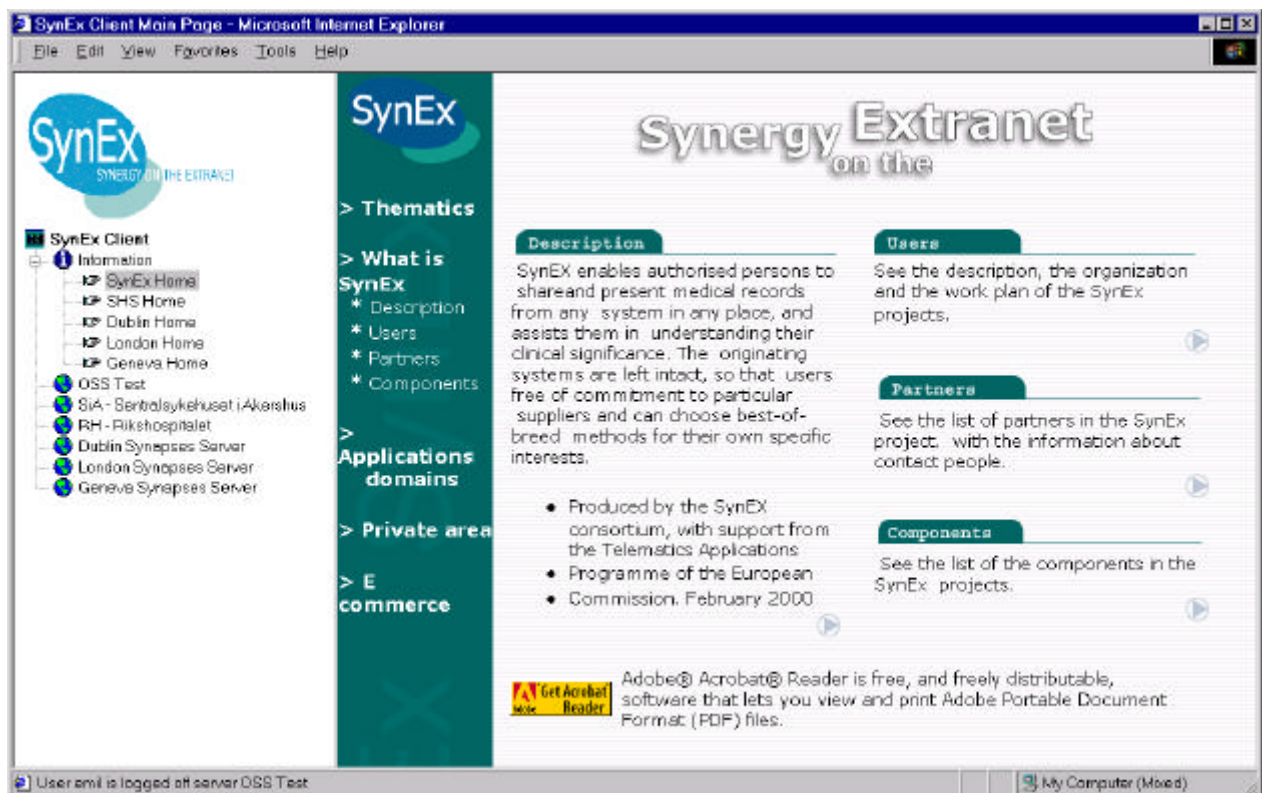 SynEx Client Main Page - Microsoft Internet Explorer
File Edit View Favorites Tools Help
SynEx
SYNERGY ON THE EXTRANET
SynEx Client
Information
SynEx Home
SHS Home
Dublin Home
London Home
Geneva Home
OSS Test
SiA - Sentralsykehuset i Akershus
RH - Rikshospitalet
Dublin Synapses Server
London Synapses Server
Geneva Synapses Server
SynEx
> Thematics
> What is
SynEx
* Description
* Users
* Partners
* Components
>
Applications
domains
> Private area
> E
commerce
Synergy Extranet
on the
Description
SynEX enables authorised persons to
shareand present medical records
from any system in any place, and
assists them in understanding their
clinical significance. The originating
systems are left intact, so that users
free of commitment to particular
suppliers and can choose best-of-
breed methods for their own specific
interests.
• Produced by the SynEX
consortium, with support from
the Telematics Applications
• Programme of the European
• Commission. February 2000
Users
See the description, the organization
and the work plan of the SynEx
projects.
Partners
See the list of partners in the SynEx
project. with the information about
contact people.
Components
See the list of the components in the
SynEx projects.
Get Acrobat
Reader
Adobe
Adobe® Acrobat® Reader is free, and freely distributable,
software that lets you view and print Adobe Portable Document
Format (PDF) files.
User emil is logged off server OSS Test
My Computer (Mixed)